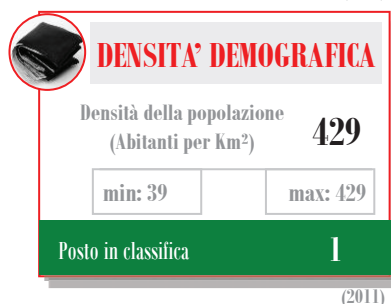 DENSITA' DEMOGRAFICA
Densità della popolazione
(Abitanti per Km²)
429
min: 39
max: 429
Posto in classifica
1
(2011)